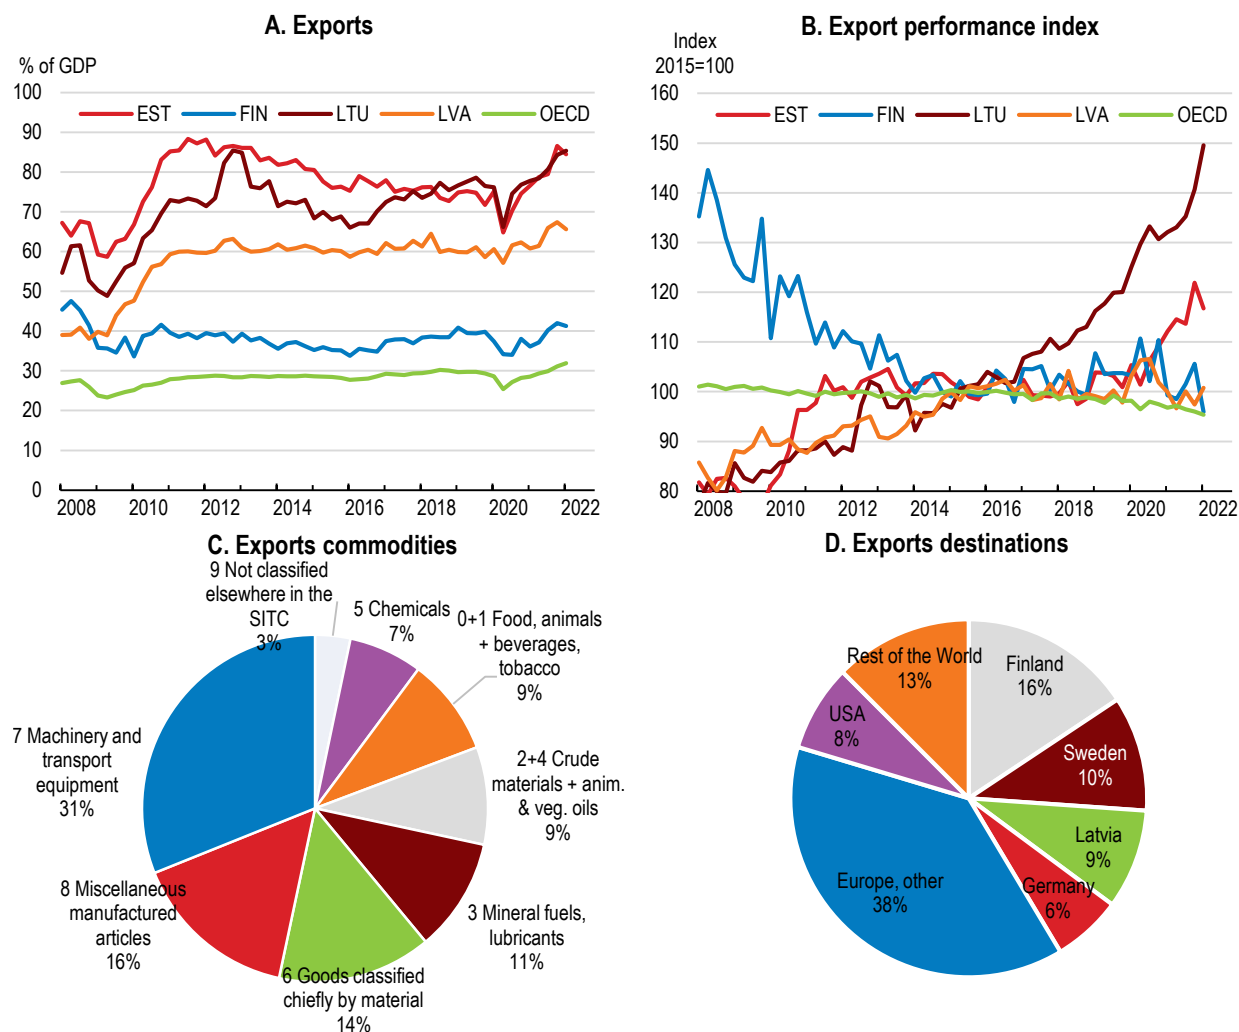 A. Exports
% of GDP
100
90
80
70
60
50
40
30
20
10
0
EST
FIN
LTU
LVA
OECD
2008
2010
2012
2014
2016
2018
2020
2022
B. Export performance index
Index
2015=100
160
150
140
130
120
110
100
90
80
EST
FIN
LTU
LVA
OECD
2008
2010
2012
2014
2016
2018
2020
2022
C. Exports commodities
9 Not classified
elsewhere in the
SITC
3%
5 Chemicals
7%
0+1 Food, animals
+ beverages,
tobacco
9%
2+4 Crude
materials + anim.
& veg. oils
9%
3 Mineral fuels,
lubricants
11%
6 Goods classified
chiefly by material
14%
8 Miscellaneous
manufactured
articles
16%
7 Machinery and
transport
equipment
31%
D. Exports destinations
Finland
16%
Sweden
10%
Latvia
9%
Germany
6%
Europe, other
38%
USA
8%
Rest of the World
13%